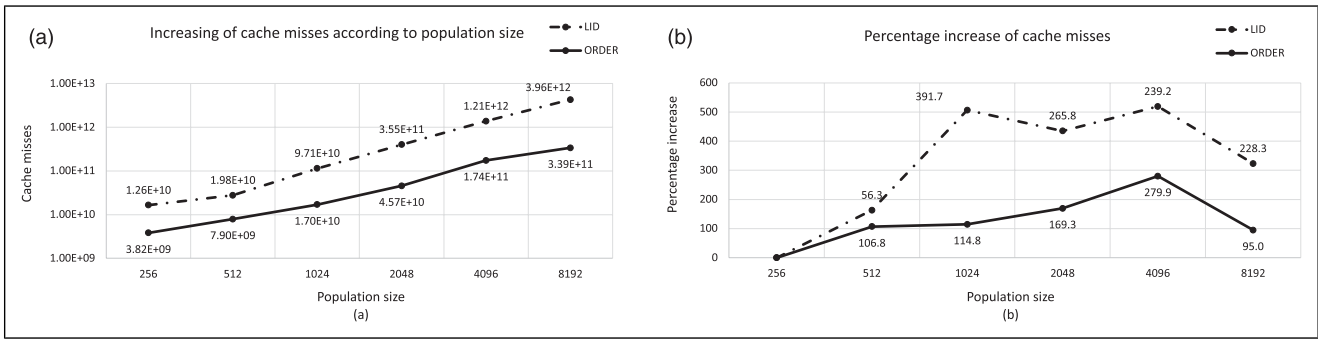 (a)
Increasing of cache misses according to population size
LID
ORDER
Cache misses
1.00E+13
1.00E+12
1.00E+11
1.00E+10
1.00E+09
1.26E+10
1.98E+10
9.71E+10
3.55E+11
1.21E+12
3.96E+12
3.82E+09
7.90E+09
1.70E+10
4.57E+10
1.74E+11
3.39E+11
256 512 1024 2048 4096 8192
Population size
(a)
(b)
Percentage increase of cache misses
LID
ORDER
Percentage increase
600
500
400
300
200
100
0
56.3
391.7
265.8
239.2
228.3
106.8
114.8
169.3
279.9
95.0
256 512 1024 2048 4096 8192
Population size
(b)